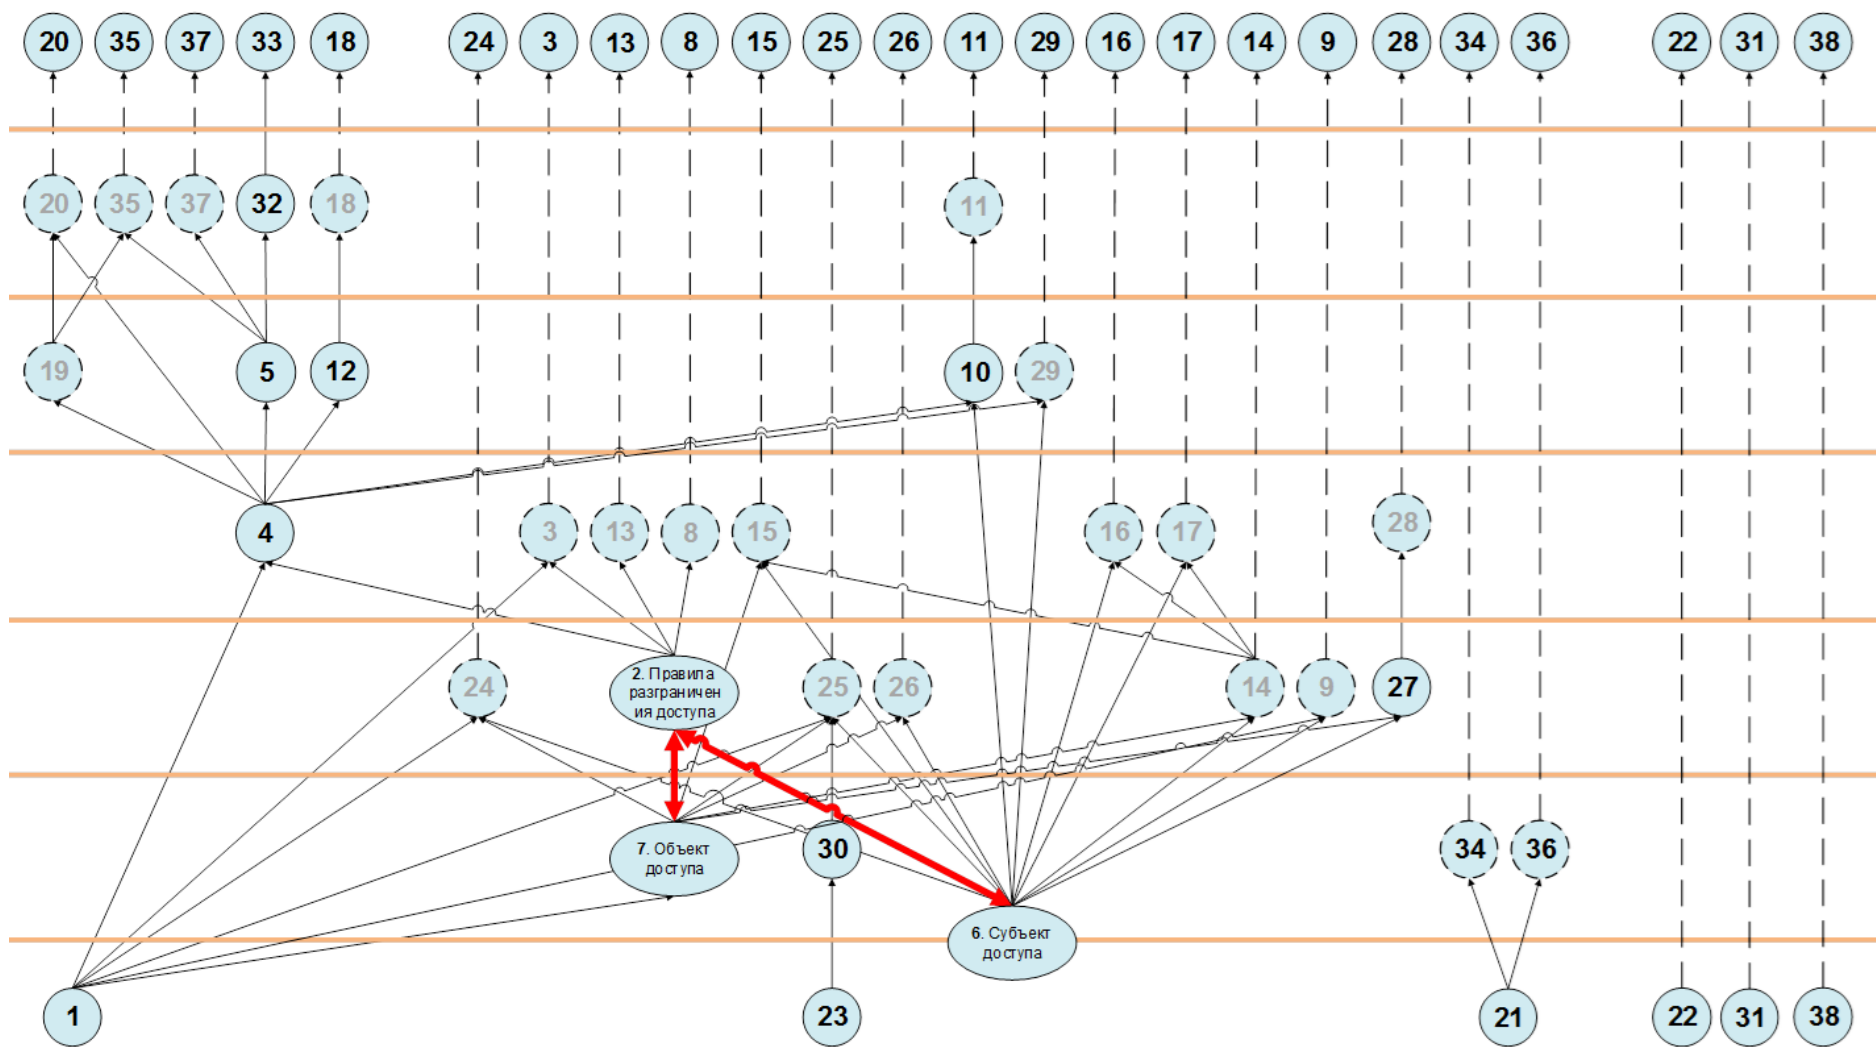 20 35 37 33 18 24 3 13 8 15 25 26 11 29 16 17 14 9 28 34 36 22 31 38
20 35 37 32 18 11
19 5 12 10 29
4 3 13 8 15 16 17 28
24
2. Правила
разграничен
ия доступа
25 26 14 9 27
7. Объект
доступа
30 34 36
6. Субъект
доступа
1 23 21 22 31 38